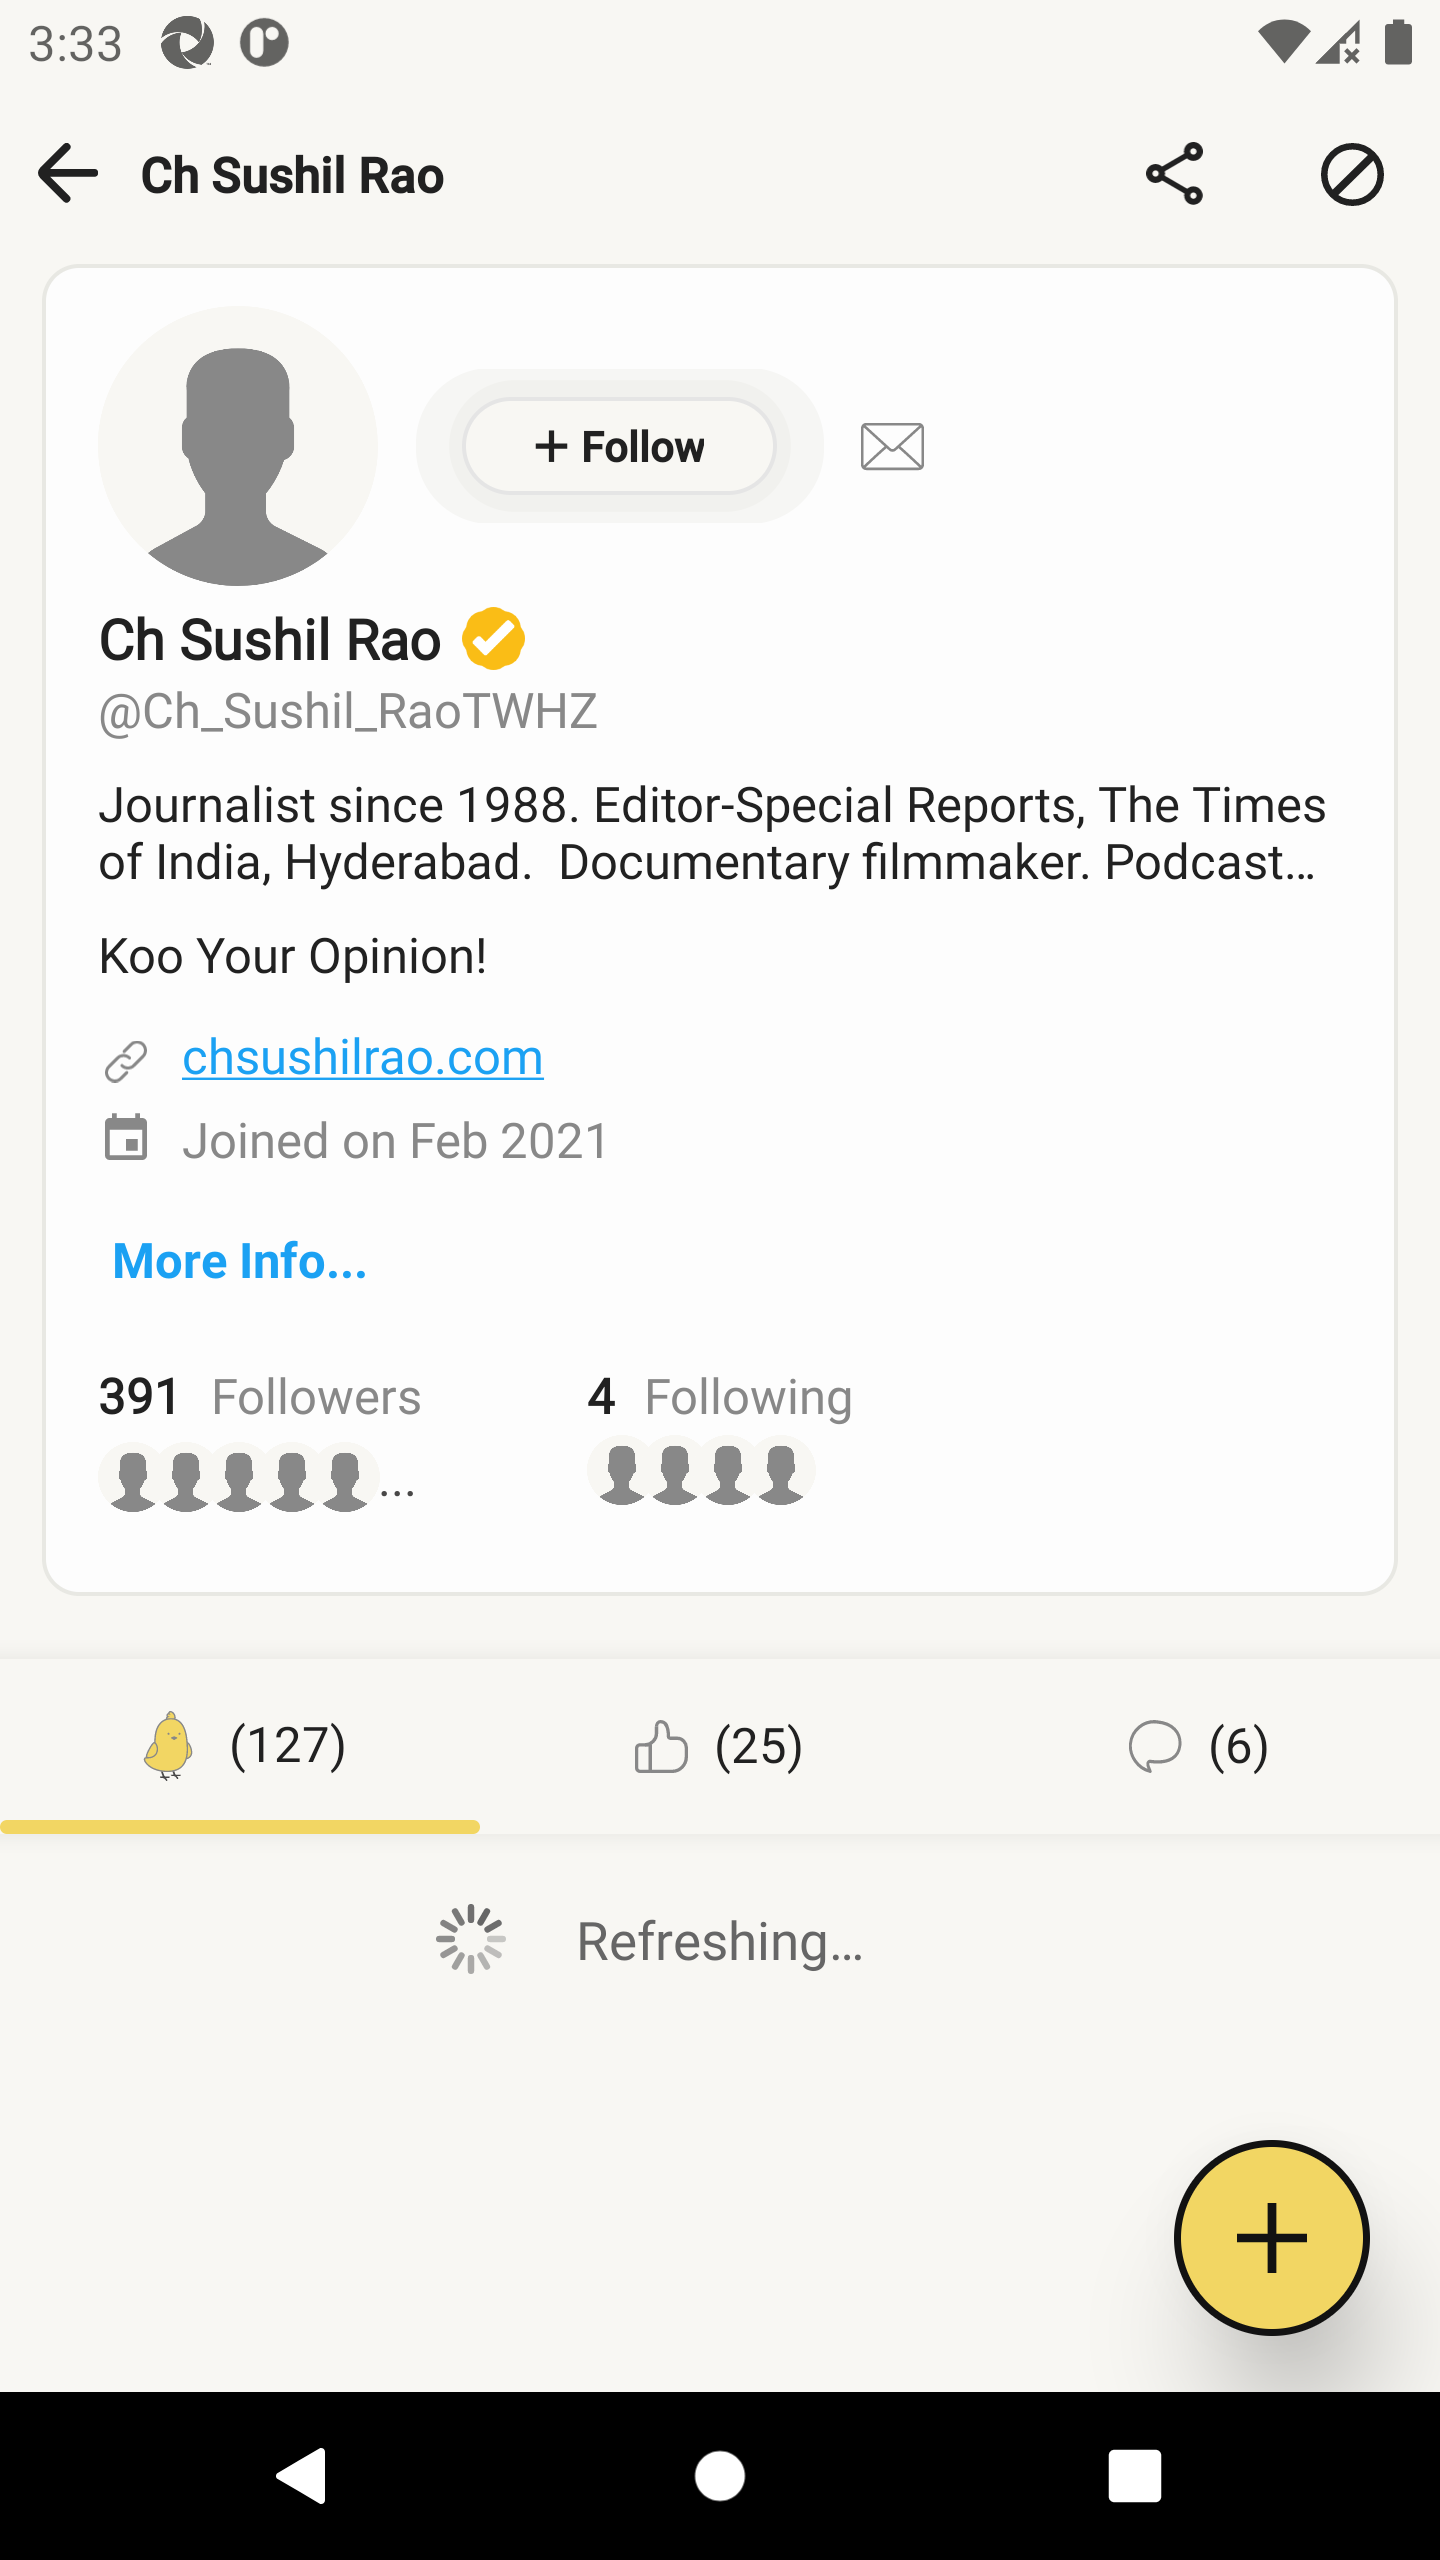 3:33
Ch Sushil Rao
+ Follow
Ch Sushil Rao
@Ch_Sushil_RaoTWHZ
Journalist since 1988. Editor-Special Reports, The Times
of India, Hyderabad.  Documentary filmmaker. Podcast…
Koo Your Opinion!
chsushilrao.com
Joined on Feb 2021
More Info...
391 Followers 4 Following
...
(127) (25) (6)
Refreshing…